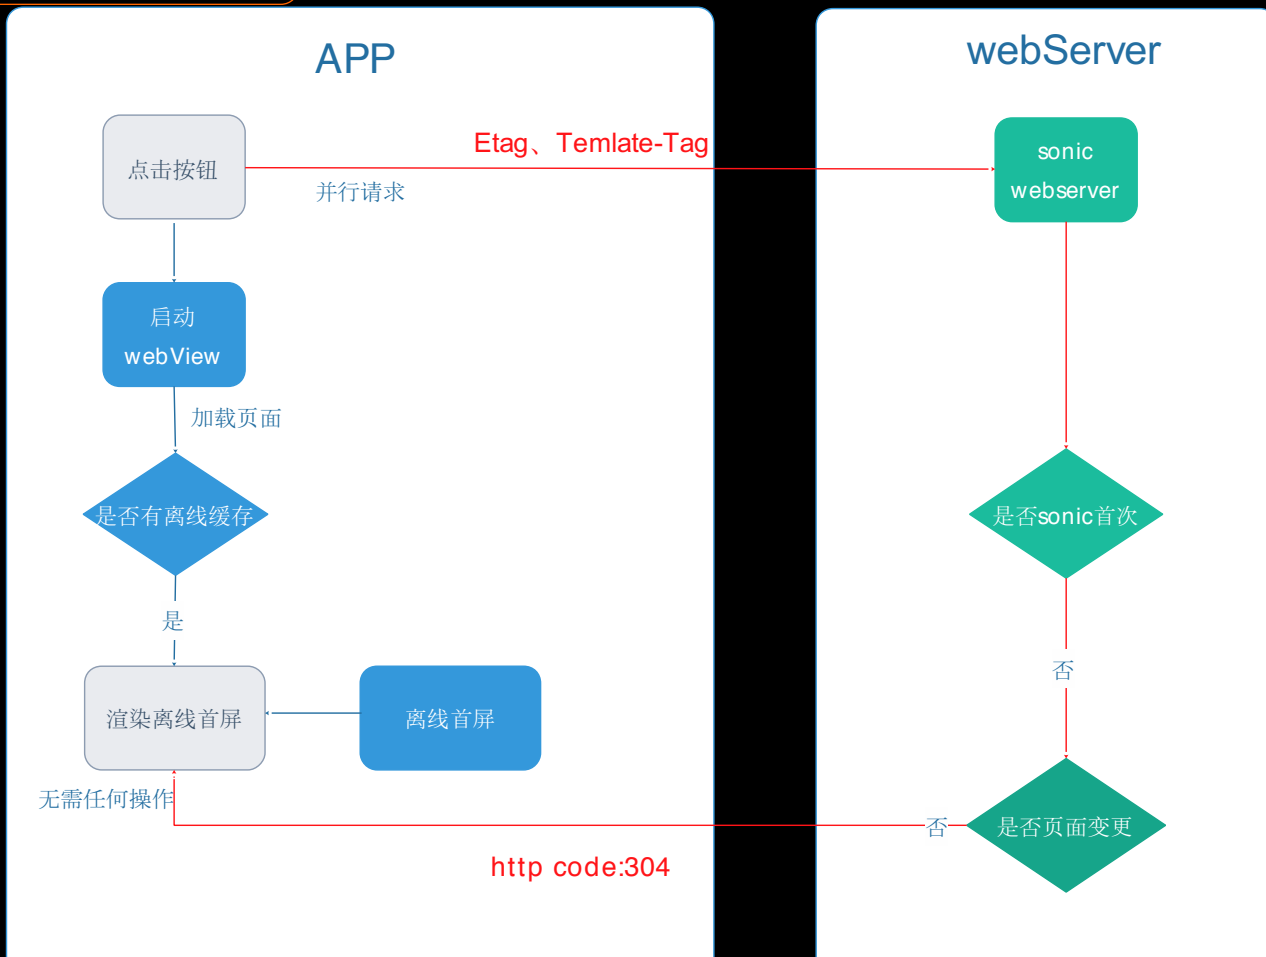 APP
webServer
Etag、Temlate-Tag
点击按钮
并行请求
sonic
webserver
启动
webView
加载页面
是否有离线缓存
是否sonic首次
是
否
渲染离线首屏
离线首屏
无需任何操作
否
是否页面变更
http code:304